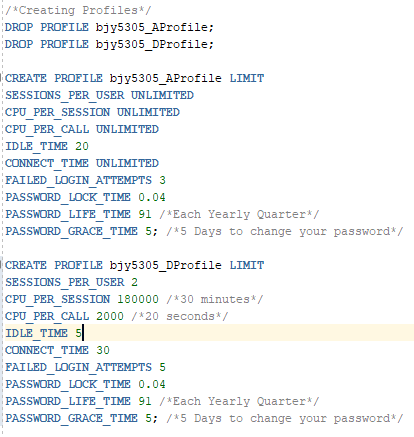 /*Creating Profiles*/
DROP PROFILE bjy5305_AProfile;
DROP PROFILE bjy5305_DProfile;
CREATE PROFILE bjy5305_AProfile LIMIT
SESSIONS_PER_USER UNLIMITED
CPU_PER_SESSION UNLIMITED
CPU_PER_CALL UNLIMITED
IDLE_TIME 20
CONNECT_TIME UNLIMITED
FAILED_LOGIN_ATTEMPTS 3
PASSWORD_LOCK_TIME 0.04
PASSWORD_LIFE_TIME 91 /*Each Yearly Quarter*/
PASSWORD_GRACE_TIME 5; /*5 Days to change your password*/
CREATE PROFILE bjy5305_DProfile LIMIT
SESSIONS_PER_USER 2
CPU_PER_SESSION 180000 /*30 minutes*/
CPU_PER_CALL 2000 /*20 seconds*/
IDLE_TIME 5
CONNECT_TIME 30
FAILED_LOGIN_ATTEMPTS 5
PASSWORD_LOCK_TIME 0.04
PASSWORD_LIFE_TIME 91 /*Each Yearly Quarter*/
PASSWORD_GRACE_TIME 5; /*5 Days to change your password*/